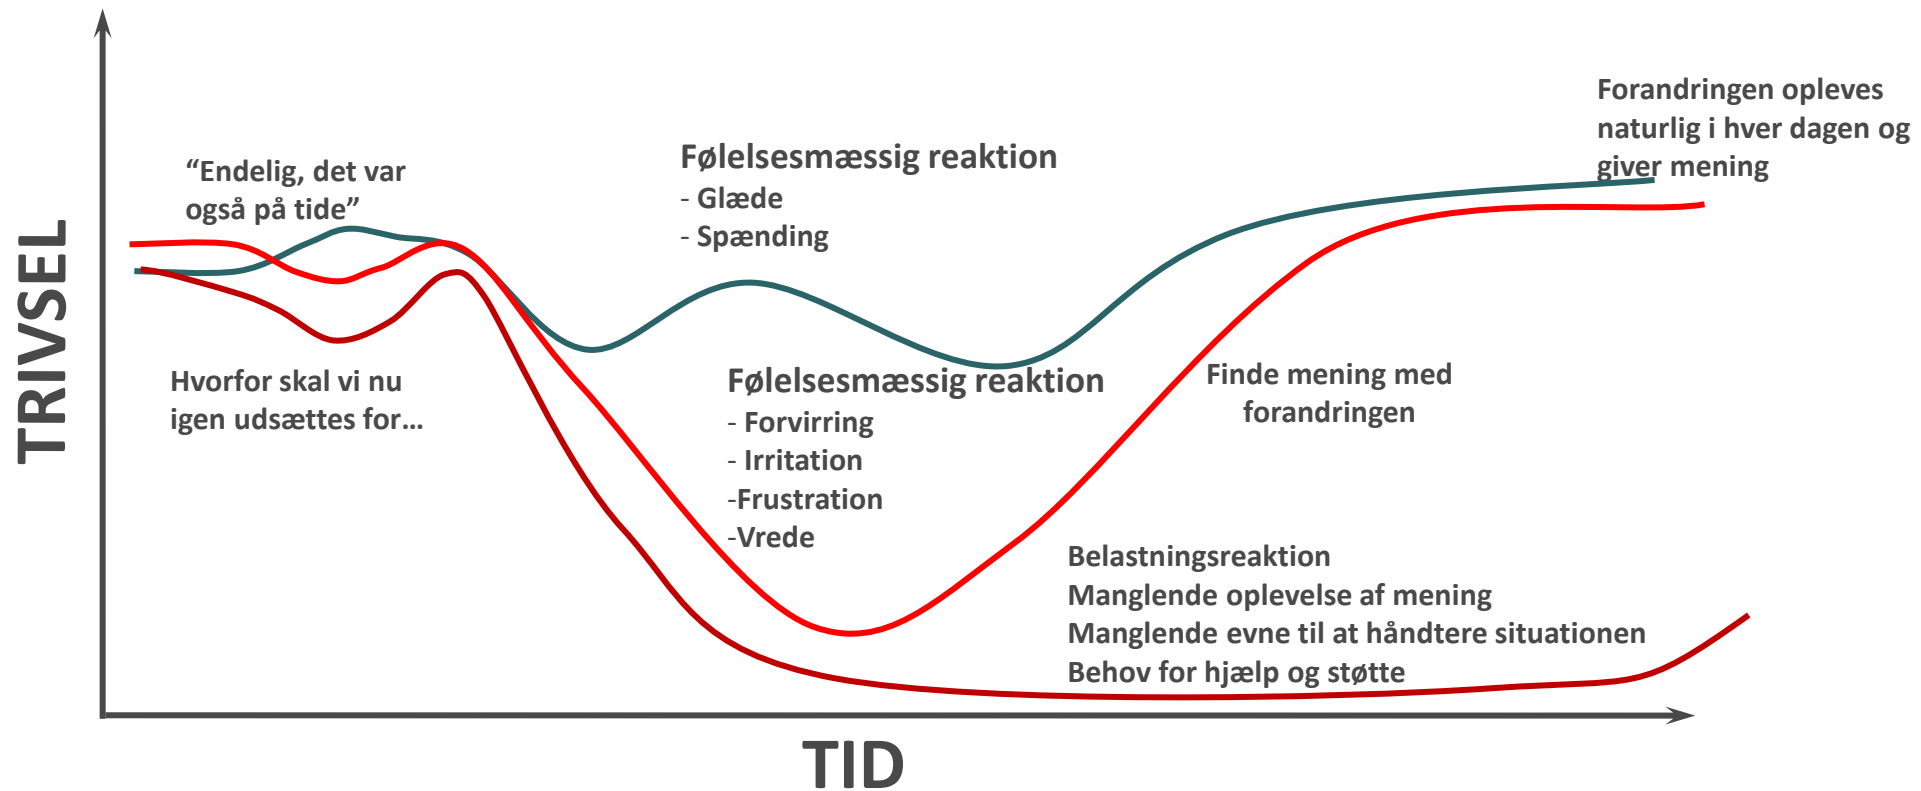 TRIVSEL
“Endelig, det var
også på tide”
Hvorfor skal vi nu
igen udsættes for…
Følelsesmæssig reaktion
- Glæde
- Spænding
Følelsesmæssig reaktion
- Forvirring
- Irritation
-Frustration
-Vrede
Finde mening med
forandringen
Forandringen opleves
naturlig i hver dagen og
giver mening
Belastningsreaktion
Manglende oplevelse af mening
Manglende evne til at håndtere situationen
Behov for hjælp og støtte
TID